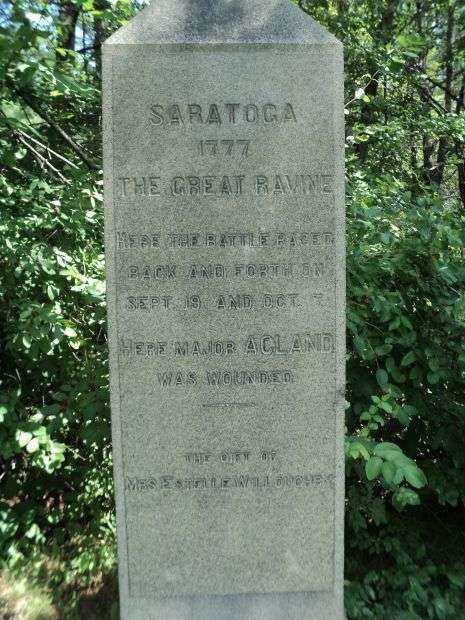 SARATOGA
1777
THE GREAT RAVINE
HERE THE BATTLE RAGED
BACK AND FORTH ON
SEPT. 19 AND OCT. 7.
HERE MAJOR ACLAND
WAS WOUNDED
THE GIFT OF
MRS ESTELLE WILLOUGHBY